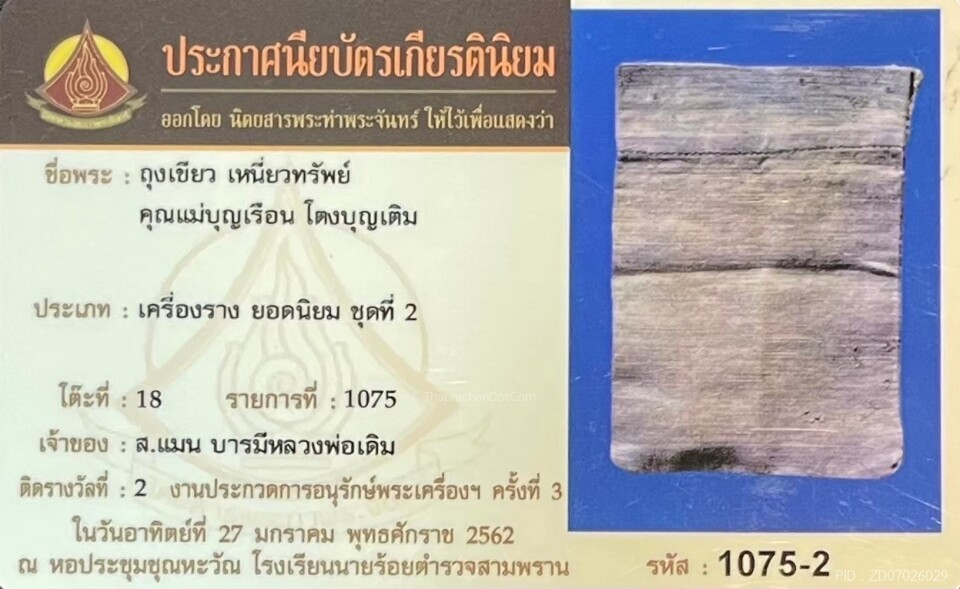 ประกาศนียบัตรเกียรตินิยม
ออกโดย นิตยสารพระท่าพระจันทร์ ให้ไว้เพื่อแสดงว่า
ชื่อพระ : ถุงเขียว เหนี่ยวทรัพย์
คุณแม่บุญเรือน โตงบุญเติม
ประเภท : เครื่องราง ยอดนิยม ชุดที่ 2
โต๊ะที่ : 18 รายการที่ : 1075
ThaprachanDotCom
เจ้าของ : ส.แมน บารมีหลวงพ่อเดิม
ติดรางวัลที่ : 2 งานประกวดการอนุรักษ์พระเครื่องฯ ครั้งที่ 3
ในวันอาทิตย์ที่ 27 มกราคม พุทธศักราช 2562
ณ หอประชุมชุณหะวัณ โรงเรียนนายร้อยตำรวจสามพราน
รหัส : 1075-2
PID : ZD07026029